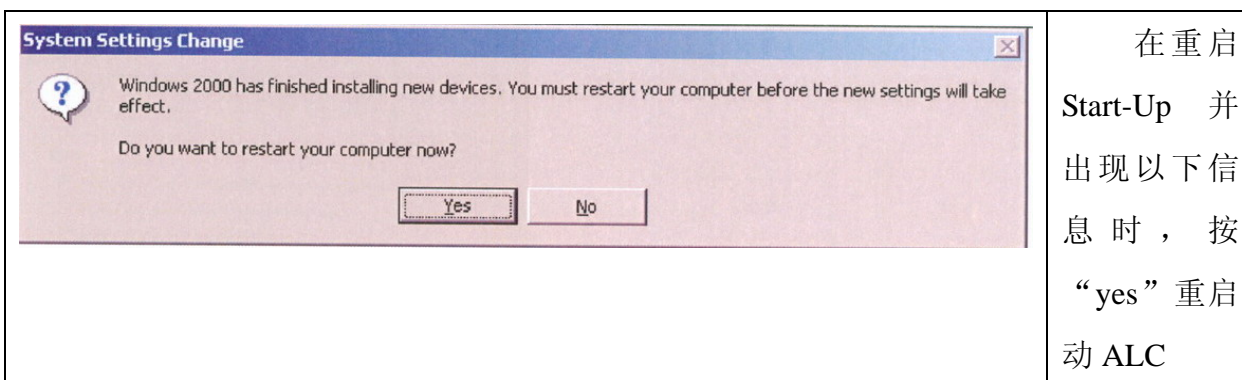 System Settings Change
Windows 2000 has finished installing new devices. You must restart your computer before the new settings will take
effect.
Do you want to restart your computer now?
Yes
No
在重启
Start-Up 并
出现以下信
息时，按
“yes”重启
动 ALC